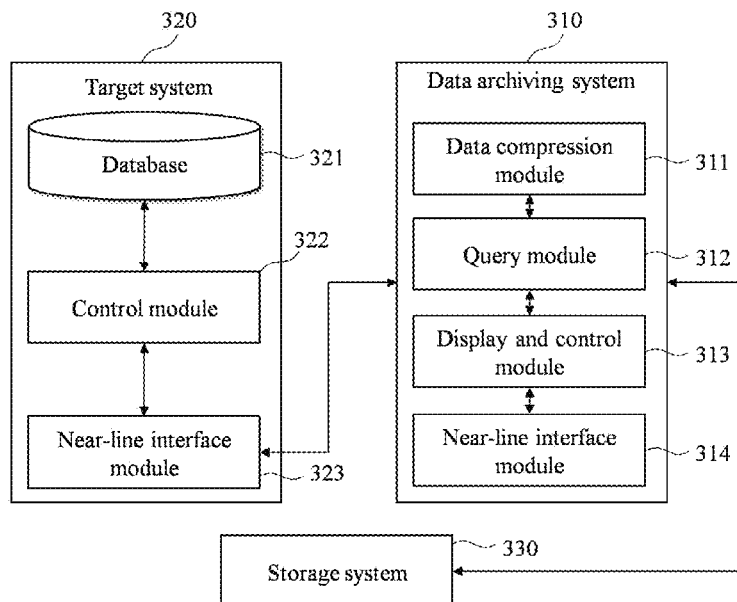 320
310
Target system
Data archiving system
Database
321
Data compression
module
311
322
Query module
312
Control module
Display and control
module
313
Near-line interface
module
323
Near-line interface
module
314
330
Storage system